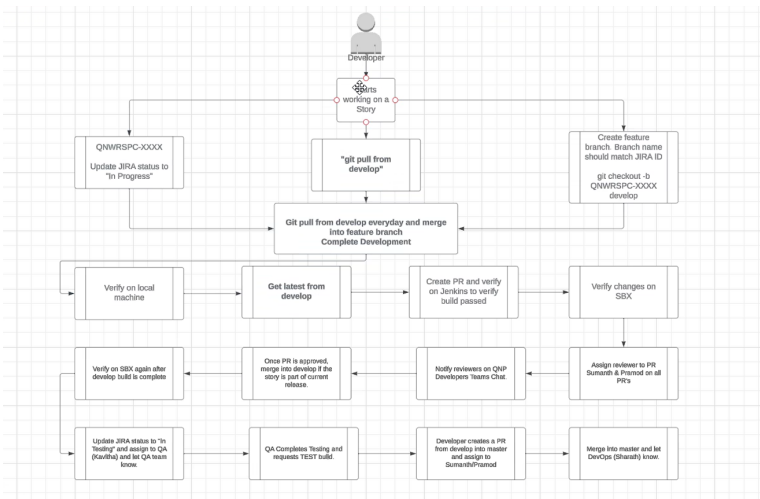 Developer
working on a
Story
QNWRSPC-XXXX
Update JIRA status to
"In Progress"
"git pull from
develop"
Create feature
branch. Branch name
should match JIRA ID
git checkout -b
QNWRSPC-XXXX
develop
Git pull from develop everyday and merge
into feature branch
Complete Development
Verify on local
machine
Get latest from
develop
Create PR and verify
on Jenkins to verify
build passed
Verify changes on
SBX
Verify on SBX again after
develop build is complete
Once PR is approved,
merge into develop if the
story is part of current
release.
Notify reviewers on QNP
Developers Teams Chat.
Assign reviewer to PR
Sumanth & Pramod on all
PR's
Update JIRA status to "In
Testing" and assign to QA
(Kavitha) and let QA team
know.
QA Completes Testing and
requests TEST build.
Developer creates a PR
from develop into master
and assign to
Sumanth/Pramod
Merge into master and let
DevOps (Sharath) know.